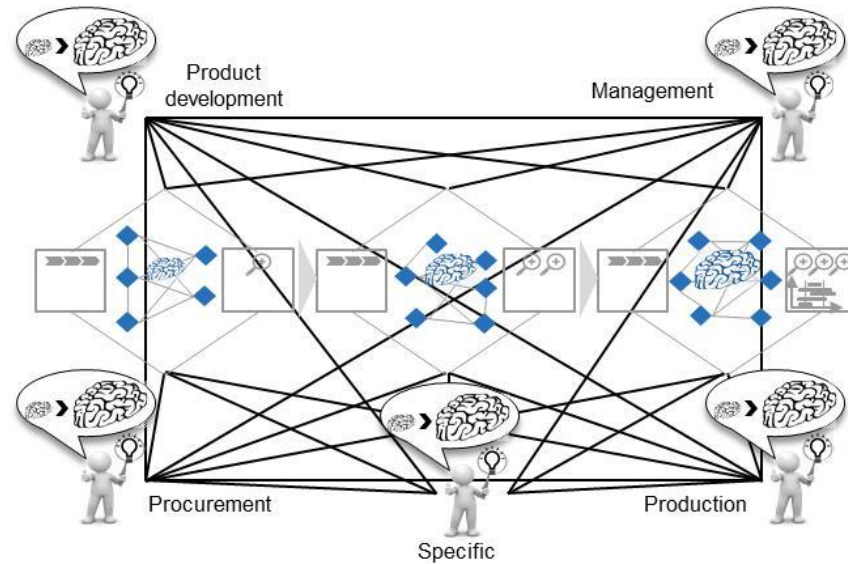 Product
development
Management
Procurement
Production
Specific